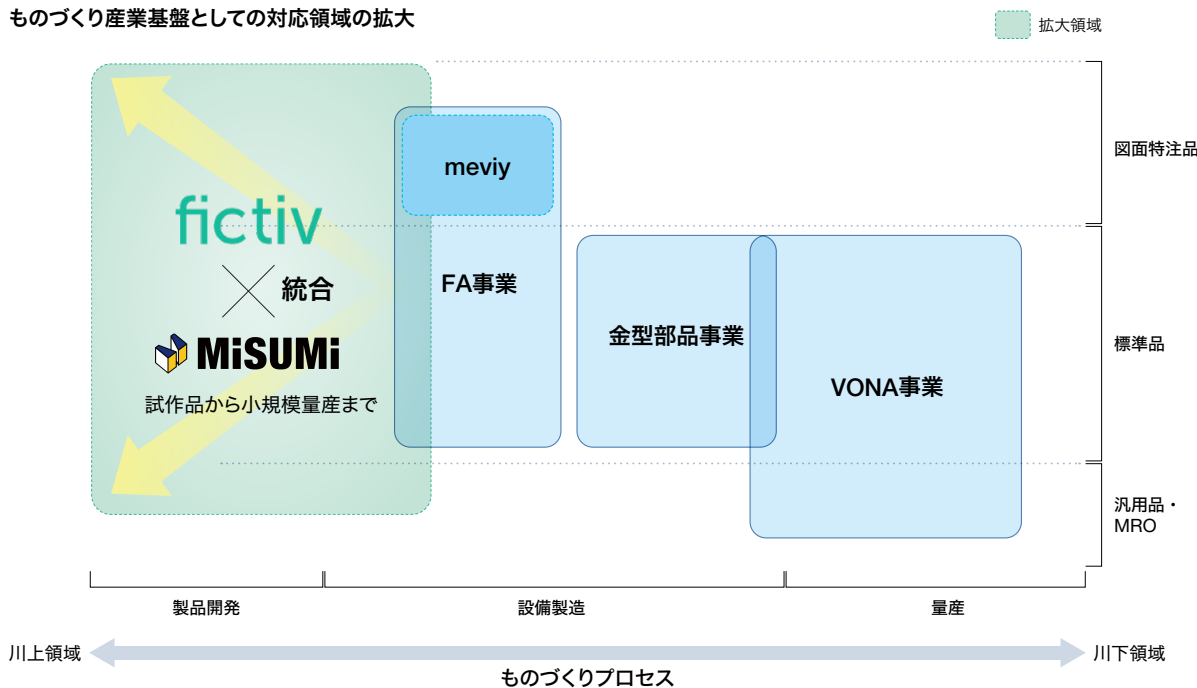 ものづくり産業基盤としての対応領域の拡大
拡大領域
図面特注品
meviy
fictiv
統合
FA事業
MiSUMi
試作品から小規模量産まで
金型部品事業
標準品
VONA事業
汎用品・
MRO
製品開発
設備製造
量産
川上領域
川下領域
ものづくりプロセス